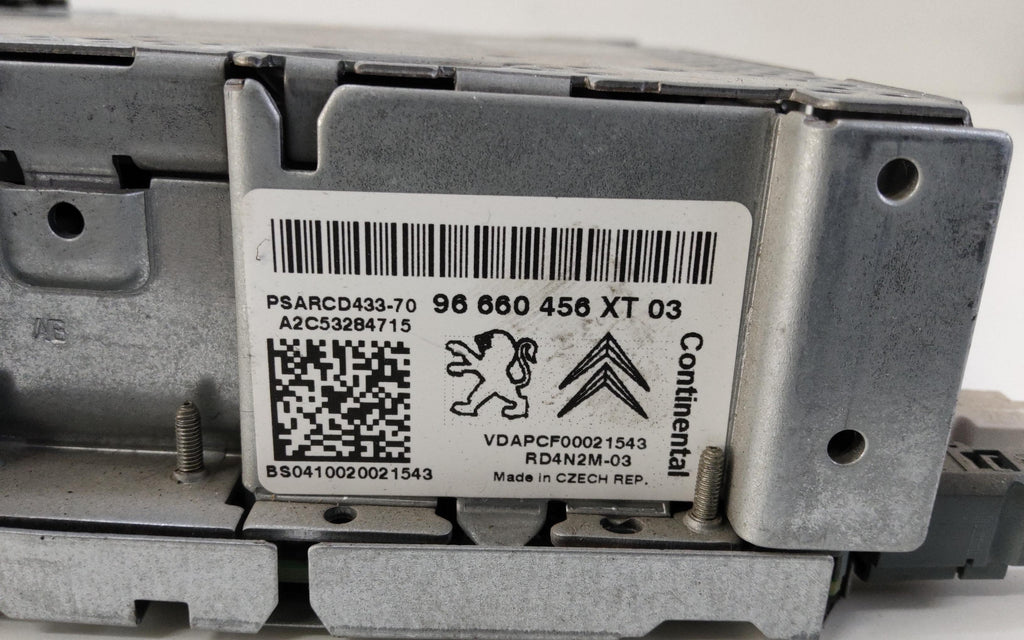 PSARCD433-70 96 660 456 XT 03
A2C53284715
Continental
VDAPCF00021543
RD4N2M-03
BS0410020021543
Made in CZECH REP.